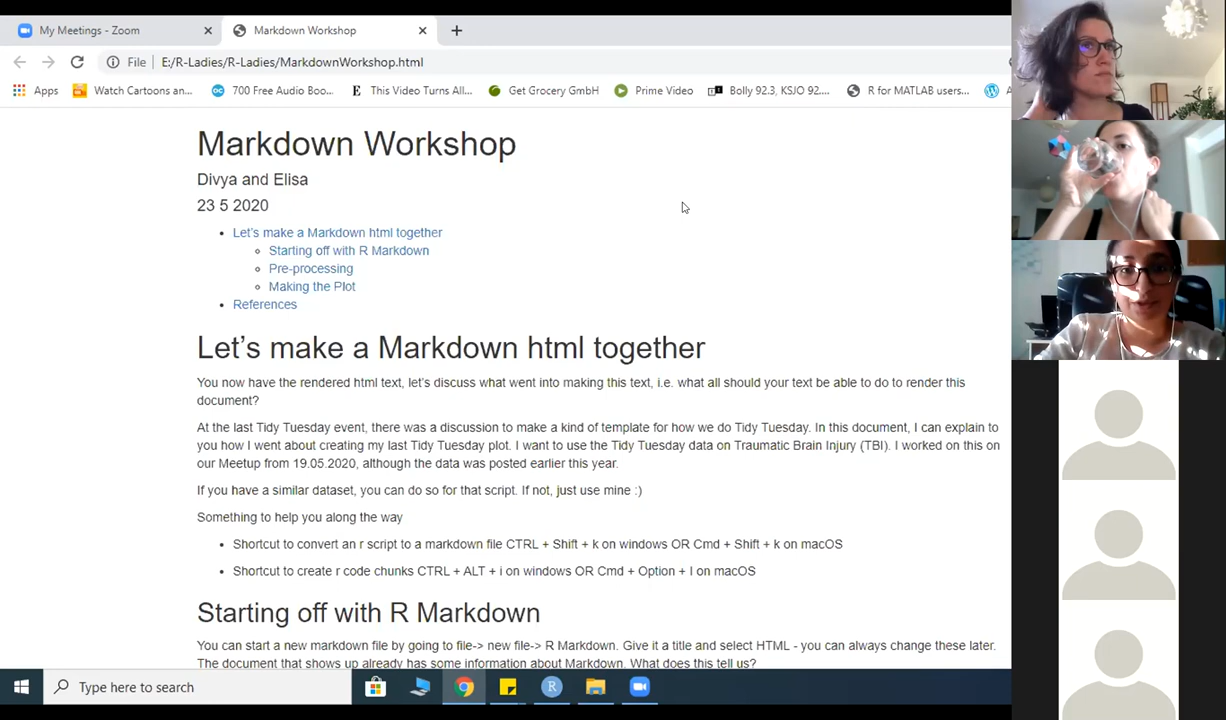 My Meetings - Zoom
Markdown Workshop
File
E:/R-Ladies/R-Ladies/MarkdownWorkshop.html
Apps
Watch Cartoons an...
700 Free Audio Boo...
This Video Turns All...
Get Grocery GmbH
Prime Video
Bolly 92.3, KSJO 92....
R for MATLAB users...
Markdown Workshop
Divya and Elisa
23 5 2020
• Let's make a Markdown html together
◦ Starting off with R Markdown
◦ Pre-processing
◦ Making the Plot
• References
Let's make a Markdown html together
You now have the rendered html text, let's discuss what went into making this text, i.e. what all should your text be able to do to render this
document?
At the last Tidy Tuesday event, there was a discussion to make a kind of template for how we do Tidy Tuesday. In this document, I can explain to
you how I went about creating my last Tidy Tuesday plot. I want to use the Tidy Tuesday data on Traumatic Brain Injury (TBI). I worked on this on
our Meetup from 19.05.2020, although the data was posted earlier this year.
If you have a similar dataset, you can do so for that script. If not, just use mine :)
Something to help you along the way
• Shortcut to convert an r script to a markdown file CTRL + Shift + k on windows OR Cmd + Shift + k on macOS
• Shortcut to create r code chunks CTRL + ALT + i on windows OR Cmd + Option + I on macOS
Starting off with R Markdown
You can start a new markdown file by going to file-> new file-> R Markdown. Give it a title and select HTML - you can always change these later.
The document that shows up already has some information about Markdown. What does this tell us?
Type here to search